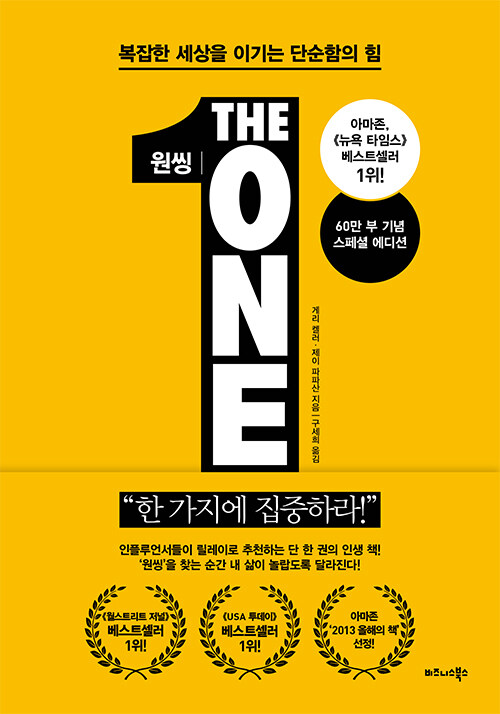 복잡한 세상을 이기는 단순함의 힘
THE
원씽
ONE
아마존,
《뉴욕 타임스》
베스트셀러
1위!
60만 부 기념
스페셜 에디션
게리 켈러·제이 파파산 지음 | 구세희 옮김
“한 가지에 집중하라!”
인플루언서들이 릴레이로 추천하는 단 한 권의 인생 책!
‘원씽’을 찾는 순간 내 삶이 놀랍도록 달라진다!
《월스트리트 저널》
베스트셀러
1위!
《USA 투데이》
베스트셀러
1위!
아마존
‘2013 올해의 책’
선정!
비즈니스북스